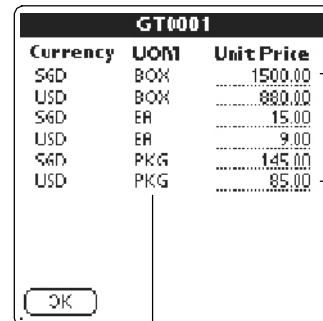 GT0001
Currency UOM Unit Price
SGD BOX 1500.00
USD BOX 880.00
SGD EA 15.00
USD EA 9.00
SGD PKG 145.00
USD PKG 85.00
OK